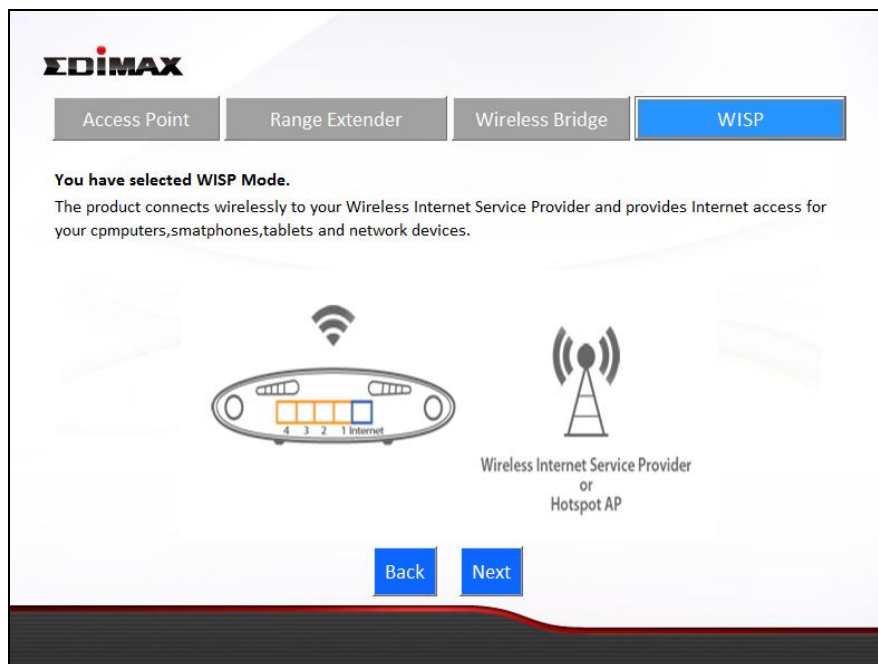 EDIMAX
Access Point
Range Extender
Wireless Bridge
WISP
You have selected WISP Mode.
The product connects wirelessly to your Wireless Internet Service Provider and provides Internet access for
your cpmputers,smatphones,tablets and network devices.
4 3 2 1 Internet
Wireless Internet Service Provider
or
Hotspot AP
Back
Next